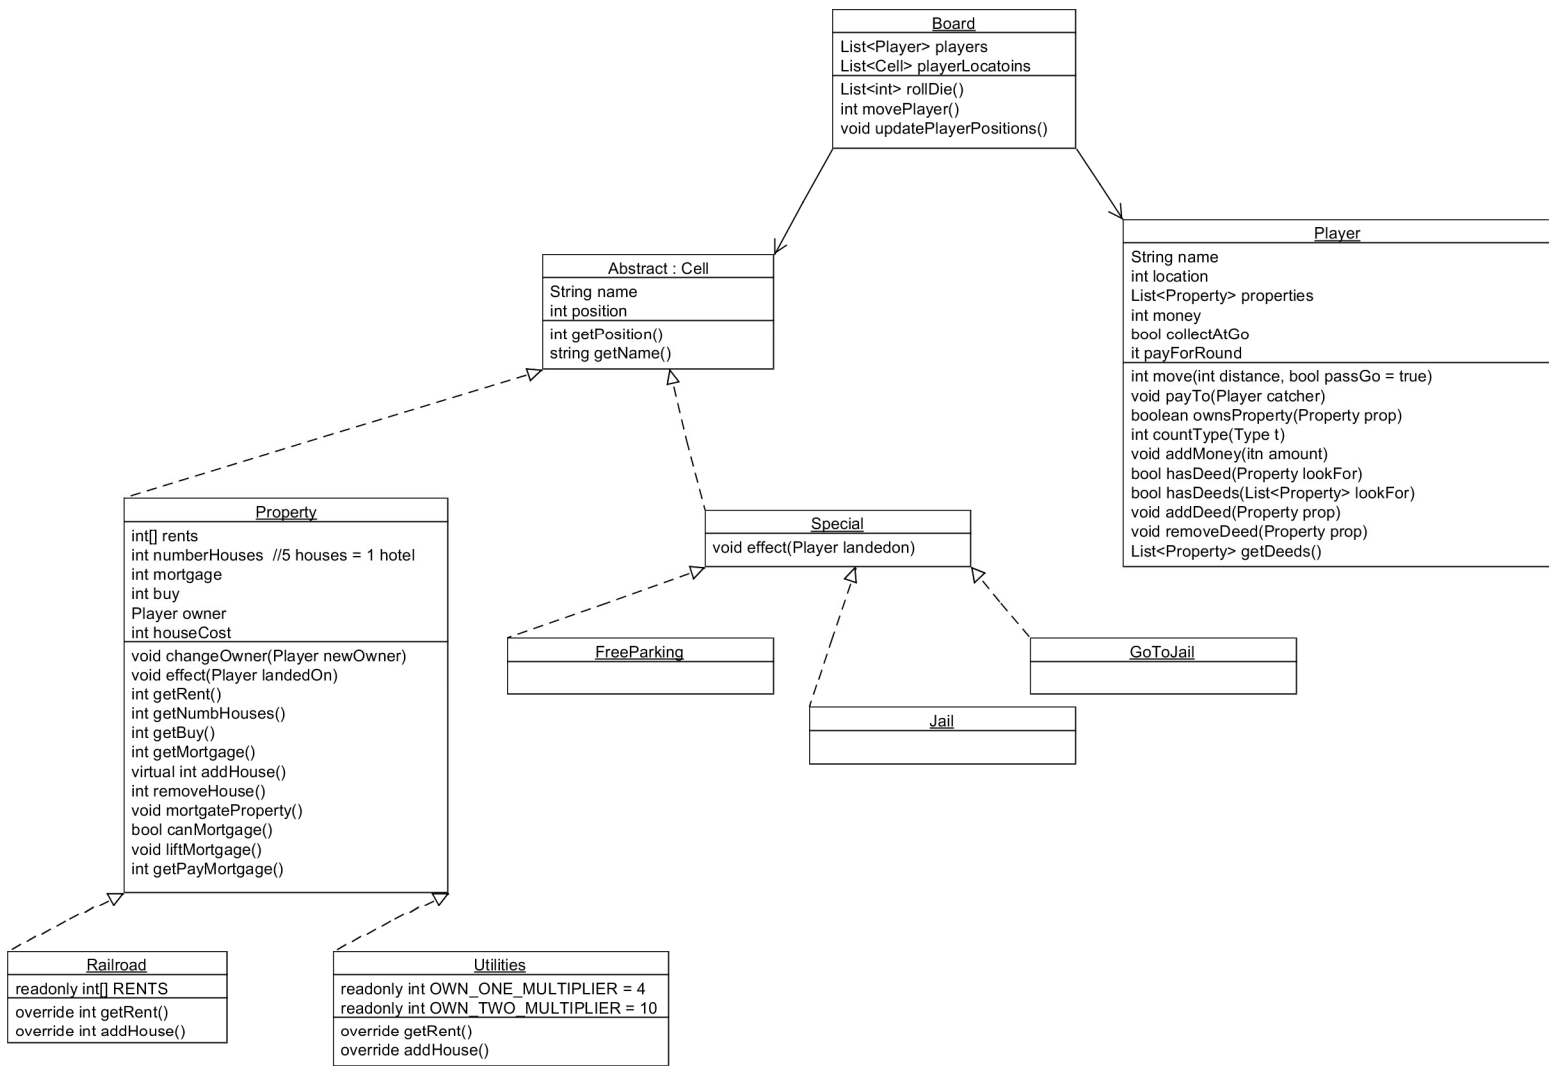 Board
List<Player> players
List<Cell> playerLocatoins
List<int> rollDie()
int movePlayer()
void updatePlayerPositions()
Player
String name
int location
List<Property> properties
int money
bool collectAtGo
it payForRound
int move(int distance, bool passGo = true)
void payTo(Player catcher)
boolean ownsProperty(Property prop)
int countType(Type t)
void addMoney(itn amount)
bool hasDeed(Property lookFor)
bool hasDeeds(List<Property> lookFor)
void addDeed(Property prop)
void removeDeed(Property prop)
List<Property> getDeeds()
Abstract : Cell
String name
int position
int getPosition()
string getName()
Property
int[] rents
int numberHouses  //5 houses = 1 hotel
int mortgage
int buy
Player owner
int houseCost
void changeOwner(Player newOwner)
void effect(Player landedOn)
int getRent()
int getNumbHouses()
int getBuy()
int getMortgage()
virtual int addHouse()
int removeHouse()
void mortgateProperty()
bool canMortgage()
void liftMortgage()
int getPayMortgage()
Special
void effect(Player landedon)
FreeParking
GoToJail
Jail
Railroad
readonly int[] RENTS
override int getRent()
override int addHouse()
Utilities
readonly int OWN_ONE_MULTIPLIER = 4
readonly int OWN_TWO_MULTIPLIER = 10
override getRent()
override addHouse()